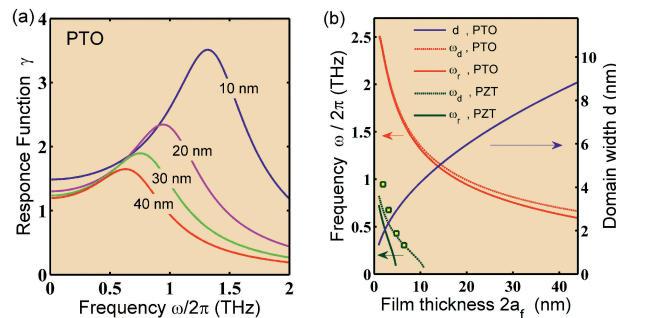 (a)
PTO
Responce Function γ
4
3
2
1
0
10 nm
20 nm
30 nm
40 nm
0
0.5
1
1.5
2
Frequency ω/2π (THz)
(b)
Frequency ω / 2π (THz)
2.5
2
1.5
1
0.5
0
d , PTO
ω_d , PTO
ω_r , PTO
ω_d , PZT
ω_r , PZT
10
8
6
4
2
0
Domain width d (nm)
0
10
20
30
40
Film thickness 2a_f (nm)